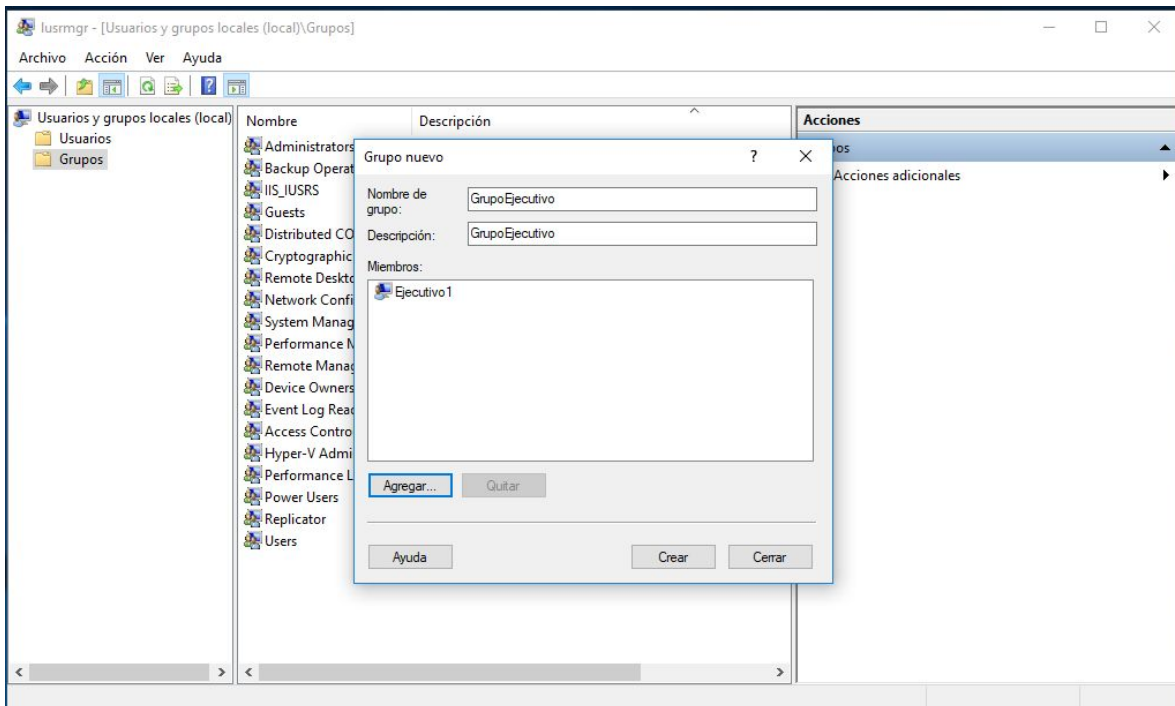 lusrmgr - [Usuarios y grupos locales (local)\Grupos]
Archivo Acción Ver Ayuda
Usuarios y grupos locales (local)
Usuarios
Grupos
Nombre Descripción
Administrators
Backup Operat
IIS_IUSRS
Guests
Distributed CO
Cryptographic
Remote Deskto
Network Confi
System Manag
Performance M
Remote Manag
Device Owners
Event Log Read
Access Contro
Hyper-V Admi
Performance L
Power Users
Replicator
Users
Grupo nuevo
Nombre de
grupo:
GrupoEjecutivo
Descripción:
GrupoEjecutivo
Miembros:
Ejecutivo1
Agregar...
Quitar
Ayuda
Crear
Cerrar
Acciones
pos
Acciones adicionales